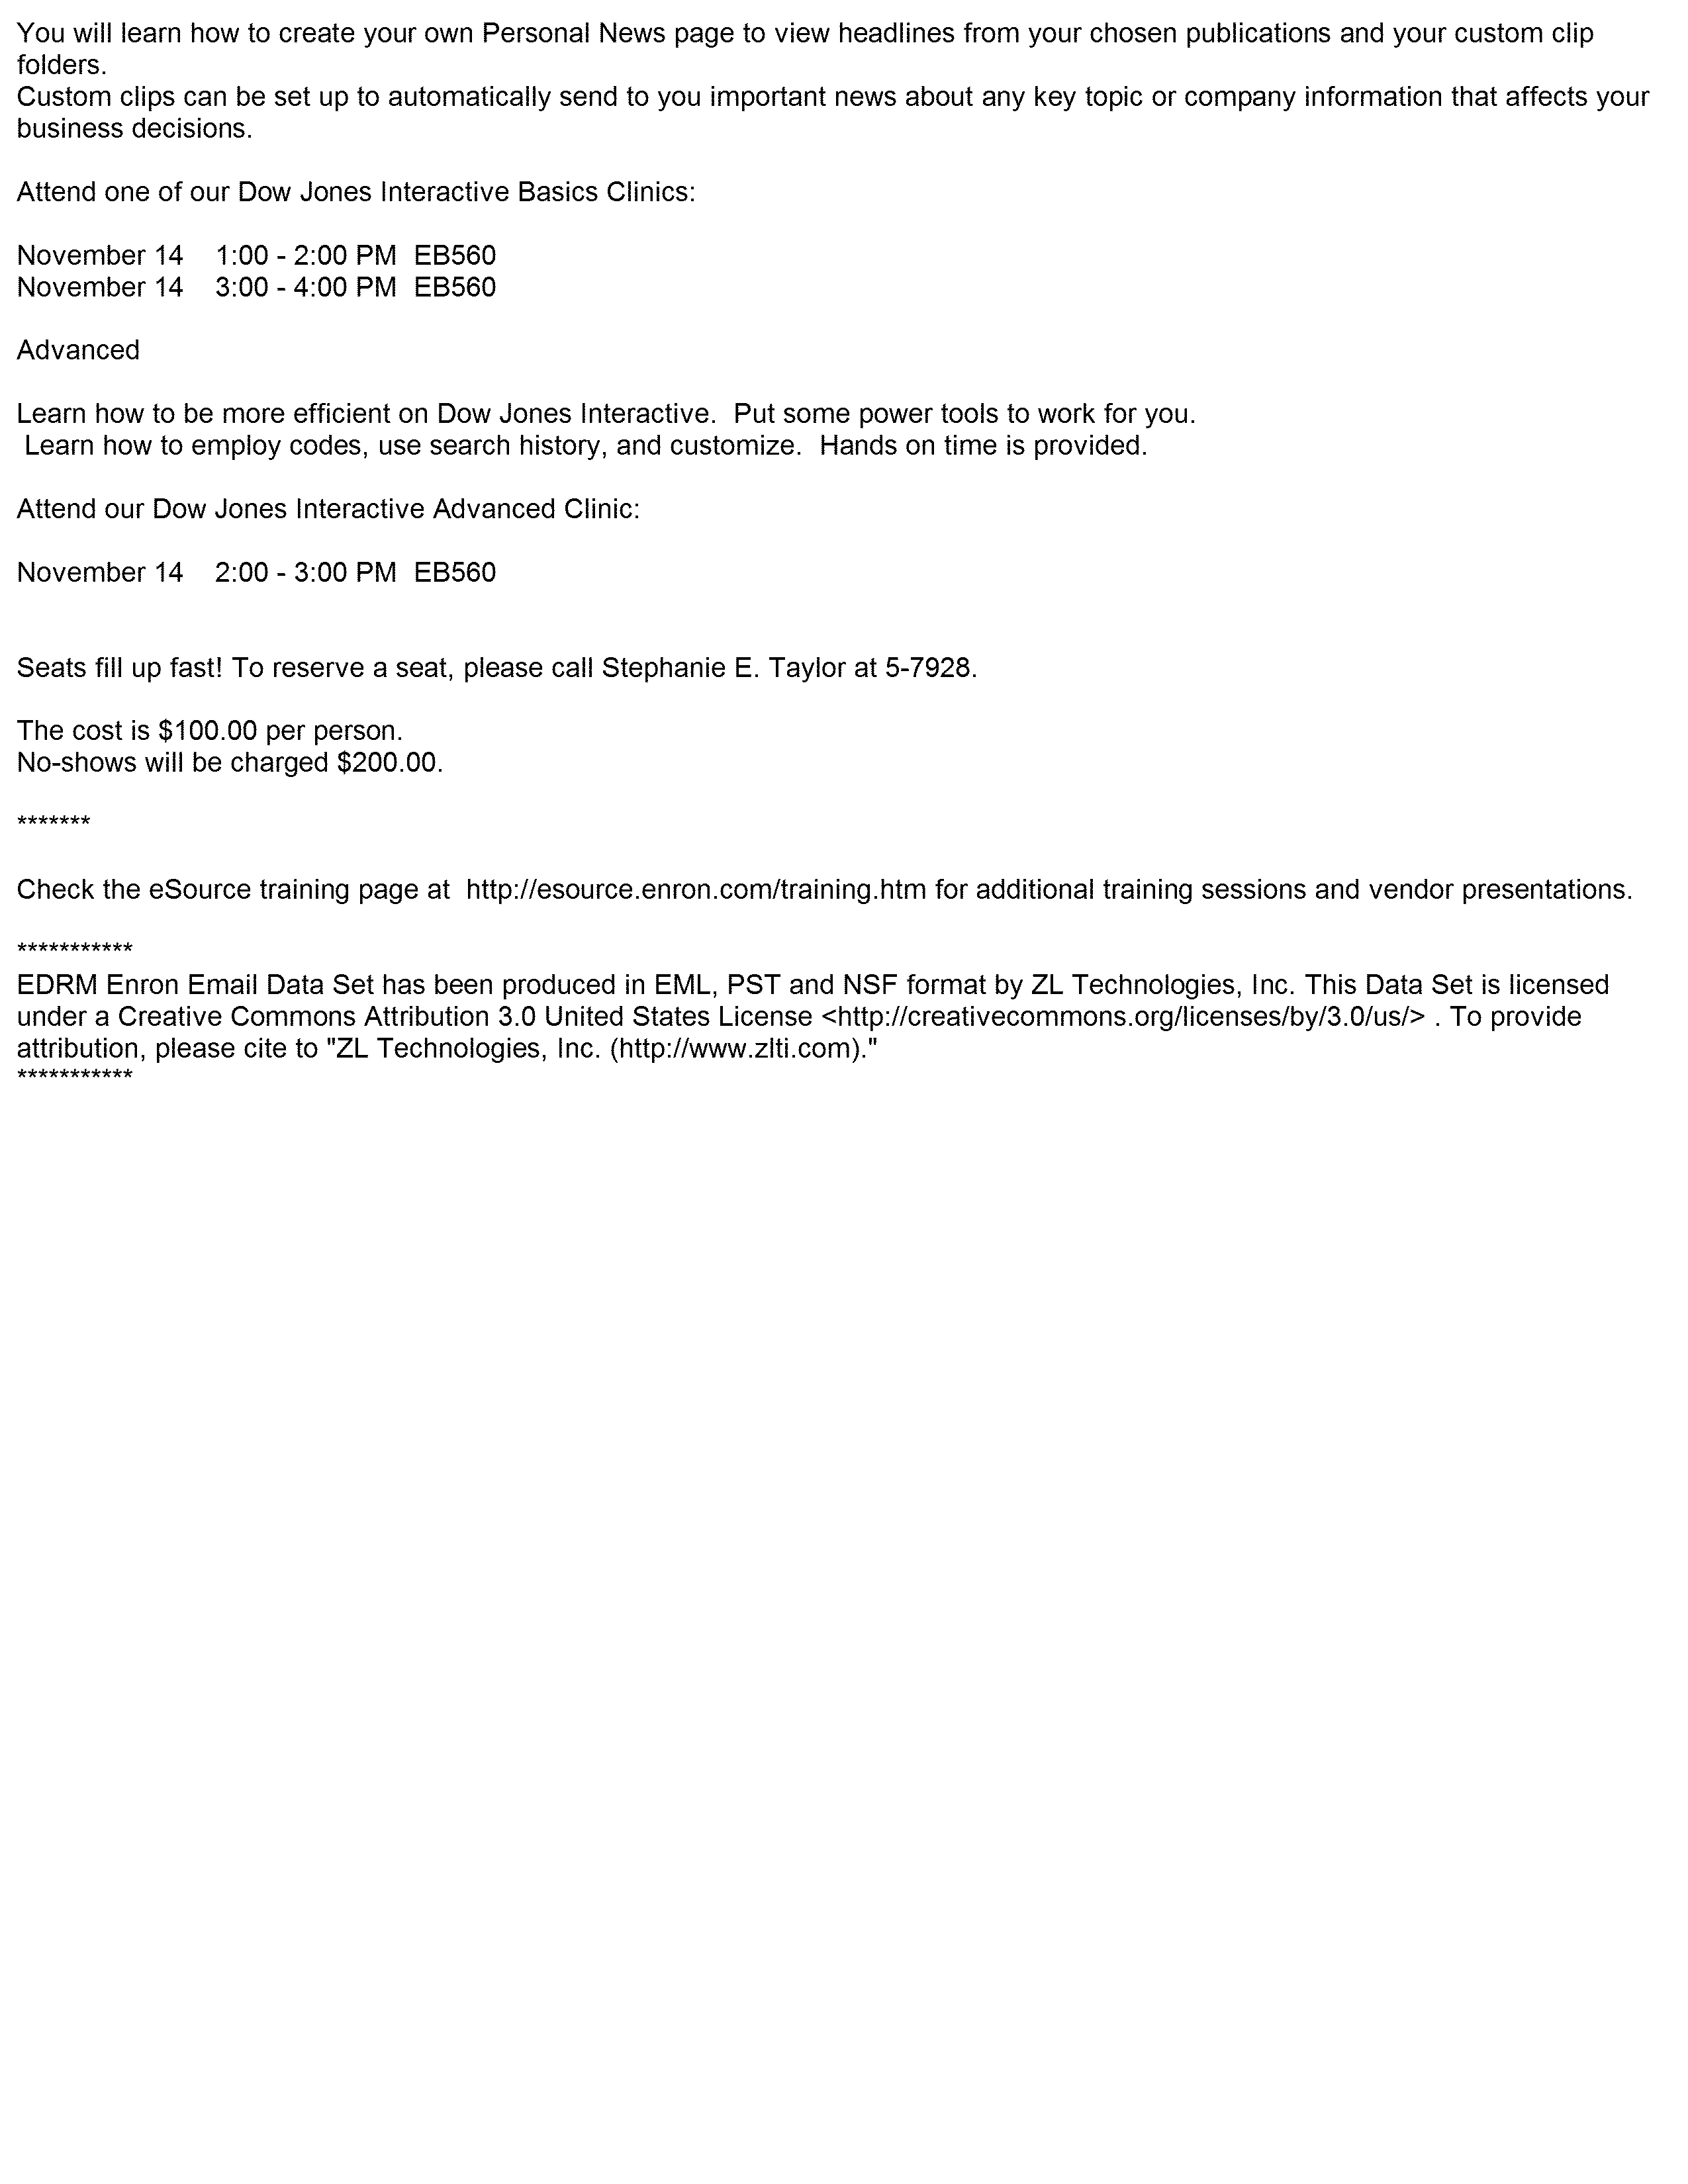 You will learn how to create your own Personal News page to view headlines from your chosen publications and your custom clip
folders.
Custom clips can be set up to automatically send to you important news about any key topic or company information that affects your
business decisions.
Attend one of our Dow Jones Interactive Basics Clinics:
November 14    1:00 - 2:00 PM  EB560
November 14    3:00 - 4:00 PM  EB560
Advanced
Learn how to be more efficient on Dow Jones Interactive.  Put some power tools to work for you.
Learn how to employ codes, use search history, and customize.  Hands on time is provided.
Attend our Dow Jones Interactive Advanced Clinic:
November 14    2:00 - 3:00 PM  EB560
Seats fill up fast! To reserve a seat, please call Stephanie E. Taylor at 5-7928.
The cost is $100.00 per person.
No-shows will be charged $200.00.
*******
Check the eSource training page at  http://esource.enron.com/training.htm for additional training sessions and vendor presentations.
***********
EDRM Enron Email Data Set has been produced in EML, PST and NSF format by ZL Technologies, Inc. This Data Set is licensed
under a Creative Commons Attribution 3.0 United States License <http://creativecommons.org/licenses/by/3.0/us/> . To provide
attribution, please cite to "ZL Technologies, Inc. (http://www.zlti.com)."
***********